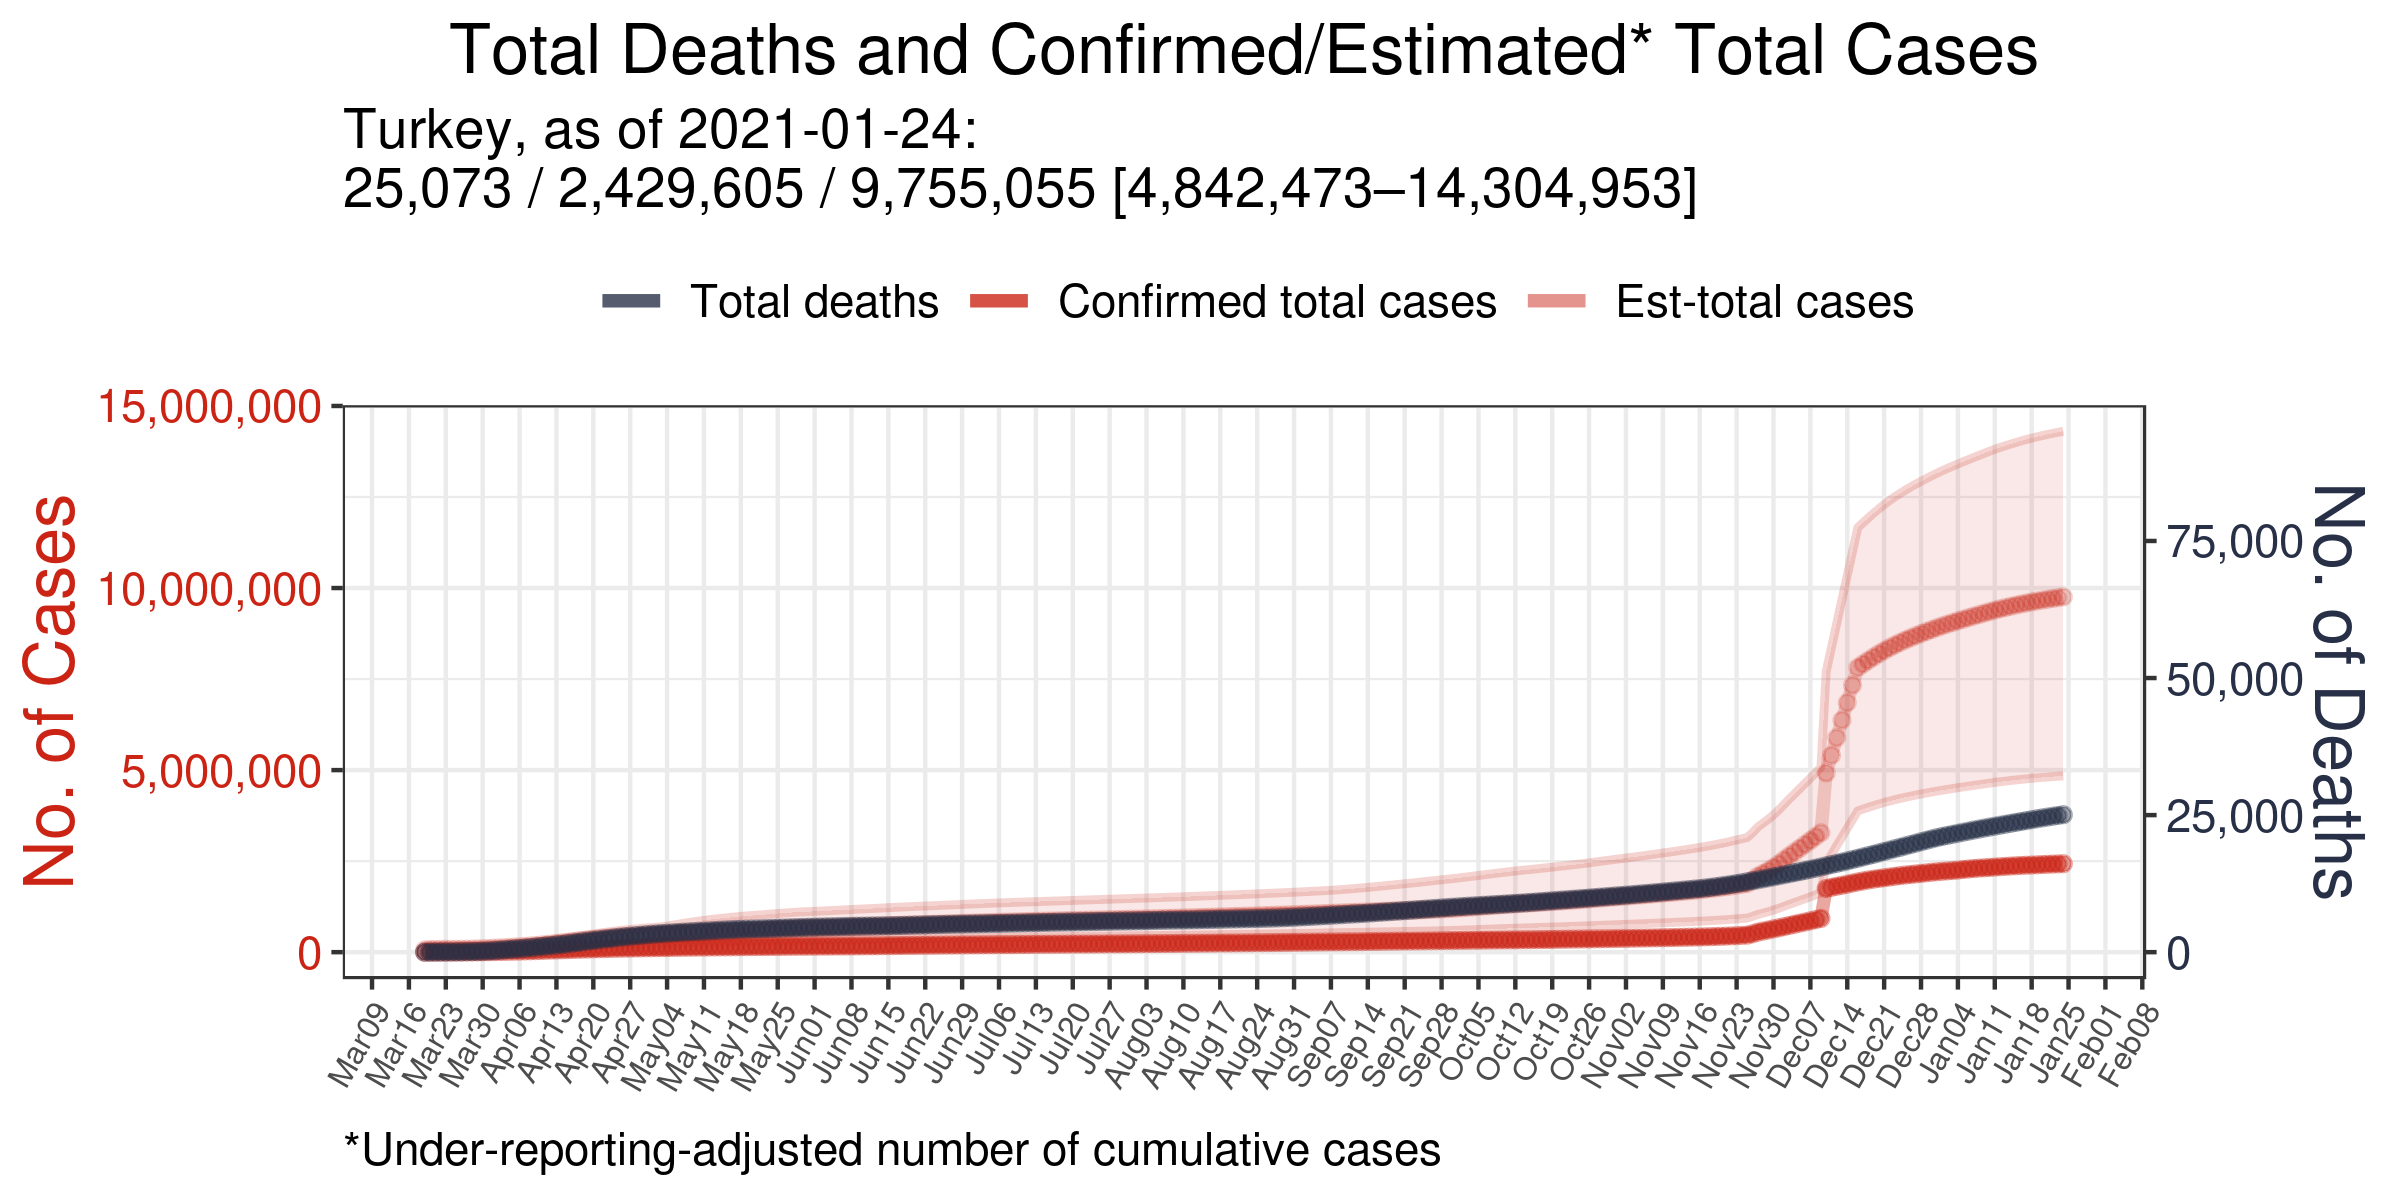 Total Deaths and Confirmed/Estimated* Total Cases
Turkey, as of 2021-01-24:
25,073 / 2,429,605 / 9,755,055 [4,842,473–14,304,953]
Total deaths
Confirmed total cases
Est-total cases
No. of Cases
15,000,000
10,000,000
5,000,000
0
75,000
50,000
25,000
0
No. of Deaths
Mar09
Mar16
Mar23
Mar30
Apr06
Apr13
Apr20
Apr27
May04
May11
May18
May25
Jun01
Jun08
Jun15
Jun22
Jun29
Jul06
Jul13
Jul20
Jul27
Aug03
Aug10
Aug17
Aug24
Aug31
Sep07
Sep14
Sep21
Sep28
Oct05
Oct12
Oct19
Oct26
Nov02
Nov09
Nov16
Nov23
Nov30
Dec07
Dec14
Dec21
Dec28
Jan04
Jan11
Jan18
Jan25
Feb01
Feb08
*Under-reporting-adjusted number of cumulative cases